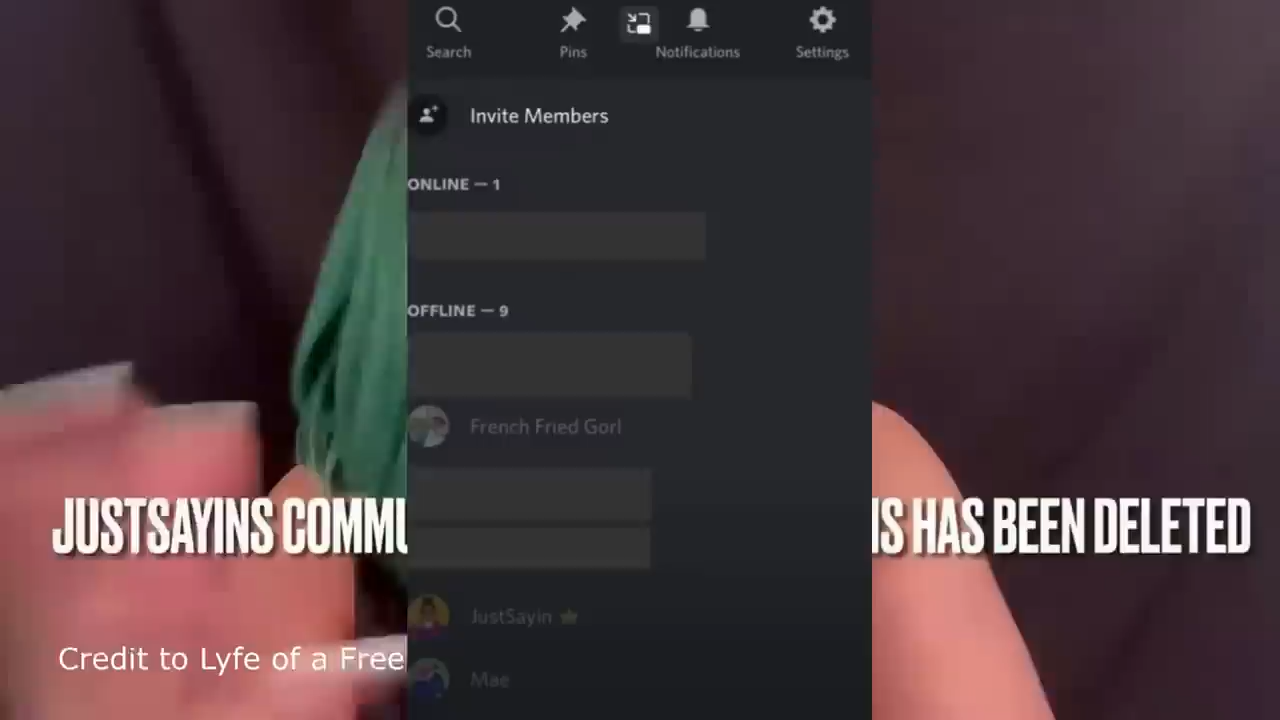 Search Pins Notifications Settings
Invite Members
ONLINE — 1
OFFLINE — 9
French Fried Gorl
JUSTSAYINS COMMU
IS HAS BEEN DELETED
JustSayin
Credit to Lyfe of a Free
Mae